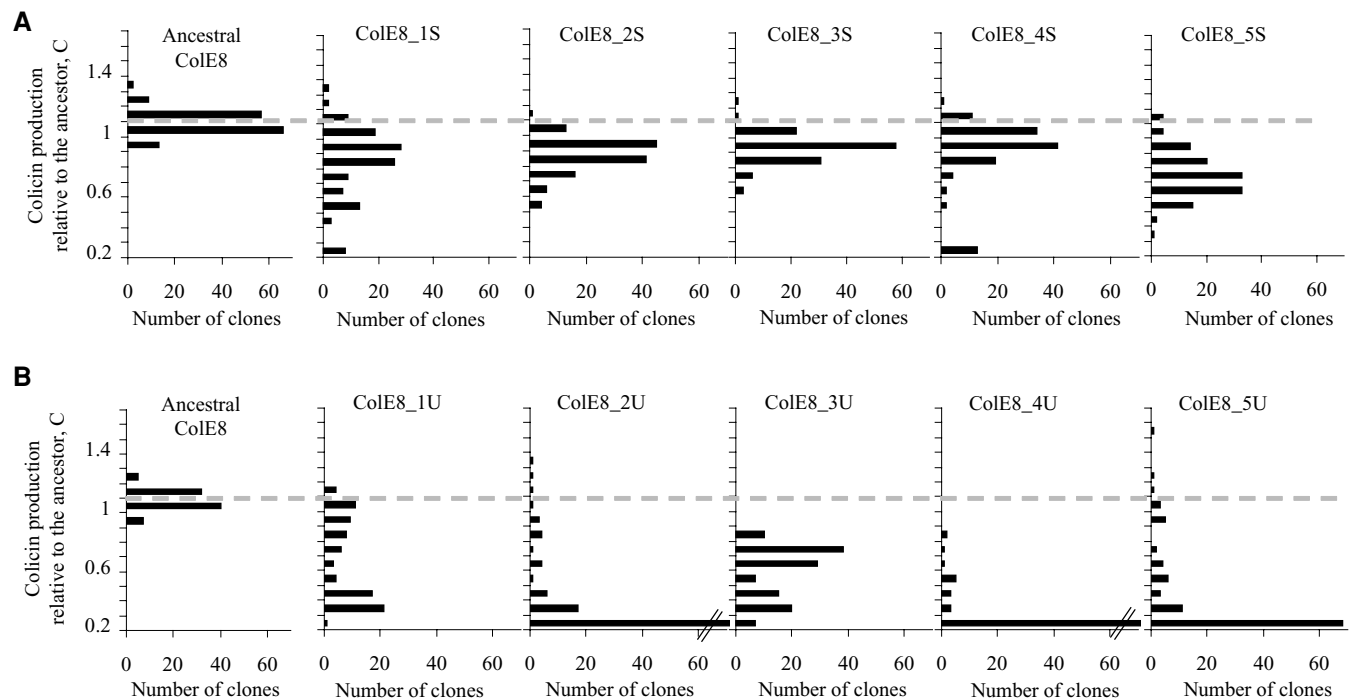 A
Ancestral
ColE8
ColE8_1S
ColE8_2S
ColE8_3S
ColE8_4S
ColE8_5S
Colicin production
relative to the ancestor, C
1.4
1
0.6
0.2
0 20 40 60
0 20 40 60
0 20 40 60
0 20 40 60
0 20 40 60
0 20 40 60
Number of clones
Number of clones
Number of clones
Number of clones
Number of clones
Number of clones
B
Ancestral
ColE8
ColE8_1U
ColE8_2U
ColE8_3U
ColE8_4U
ColE8_5U
Colicin production
relative to the ancestor, C
1.4
1
0.6
0.2
0 20 40 60
0 20 40 60
0 20 40 60
0 20 40 60
0 20 40 60
0 20 40 60
Number of clones
Number of clones
Number of clones
Number of clones
Number of clones
Number of clones